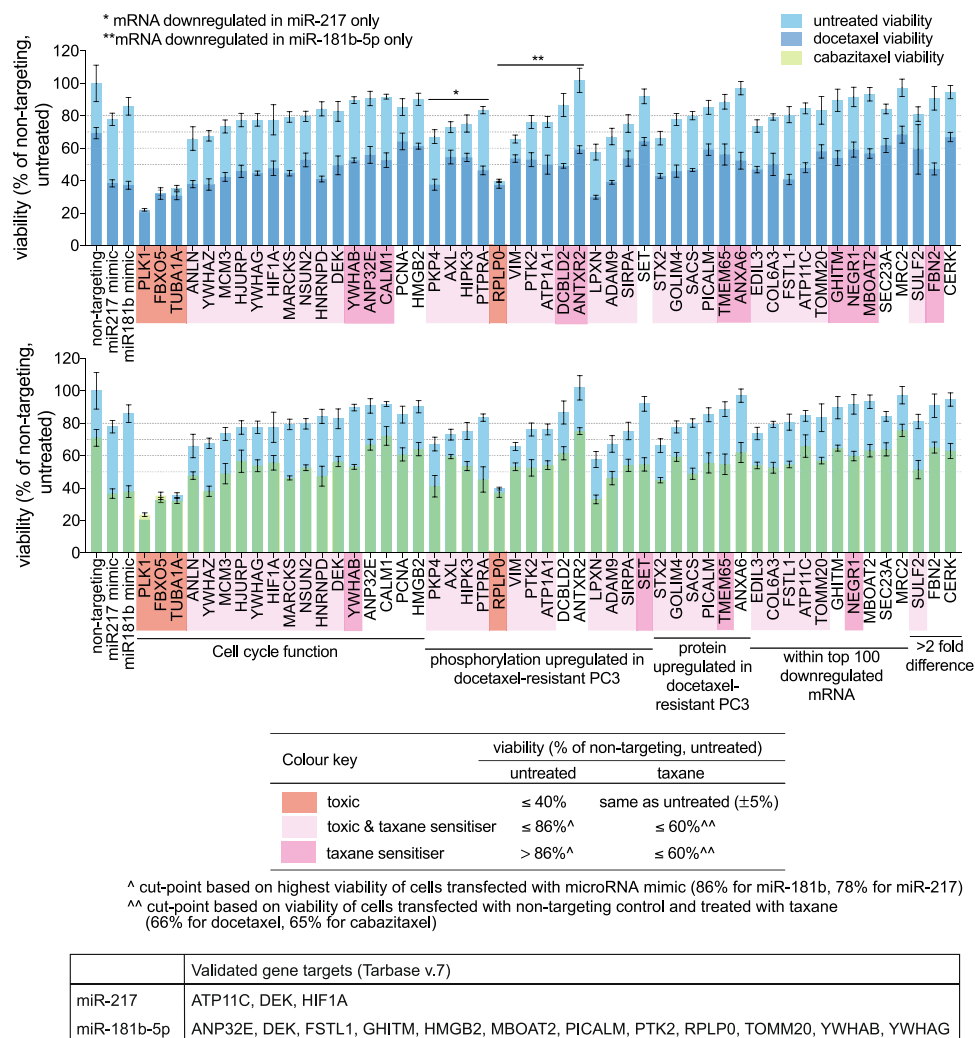 * mRNA downregulated in miR-217 only
**mRNA downregulated in miR-181b-5p only
untreated viability
docetaxel viability
cabazitaxel viability
viability (% of non-targeting,
untreated)
120
100
80
60
40
20
0
**
*
non-targeting
miR217 mimic
miR181b mimic
PLK1
FBXO5
TUBA1A
ANLN
YWHAZ
MCM3
HJURP
YWHAG
HIF1A
MARCKS
NSUN2
HNRNPD
DEK
YWHAB
ANP32E
CALM1
PCNA
HMGB2
PKP4
AXL
HIPK3
PTPRA
RPLP0
VIM
PTK2
ATP1A1
DCBLD2
ANTXR2
LPXN
ADAM9
SIRPA
SET
STX2
GOLIM4
SACS
PICALM
TMEM65
ANXA6
EDIL3
COL6A3
FSTL1
ATP11C
TOMM20
GHITM
NEGR1
MBOAT2
SEC23A
MRC2
SULF2
FBN2
CERK
viability (% of non-targeting,
untreated)
120
100
80
60
40
20
0
non-targeting
miR217 mimic
miR181b mimic
PLK1
FBXO5
TUBA1A
ANLN
YWHAZ
MCM3
HJURP
YWHAG
HIF1A
MARCKS
NSUN2
HNRNPD
DEK
YWHAB
ANP32E
CALM1
PCNA
HMGB2
PKP4
AXL
HIPK3
PTPRA
RPLP0
VIM
PTK2
ATP1A1
DCBLD2
ANTXR2
LPXN
ADAM9
SIRPA
SET
STX2
GOLIM4
SACS
PICALM
TMEM65
ANXA6
EDIL3
COL6A3
FSTL1
ATP11C
TOMM20
GHITM
NEGR1
MBOAT2
SEC23A
MRC2
SULF2
FBN2
CERK
Cell cycle function
phosphorylation upregulated in
docetaxel-resistant PC3
protein
upregulated in
docetaxel-
resistant PC3
within top 100
downregulated
mRNA
>2 fold
difference
Colour key
viability (% of non-targeting, untreated)
untreated taxane
toxic ≤ 40% same as untreated (±5%)
toxic & taxane sensitiser ≤ 86%^ ≤ 60%^^
taxane sensitiser > 86%^ ≤ 60%^^
^ cut-point based on highest viability of cells transfected with microRNA mimic (86% for miR-181b, 78% for miR-217)
^^ cut-point based on viability of cells transfected with non-targeting control and treated with taxane
(66% for docetaxel, 65% for cabazitaxel)
Validated gene targets (Tarbase v.7)
miR-217 ATP11C, DEK, HIF1A
miR-181b-5p ANP32E, DEK, FSTL1, GHITM, HMGB2, MBOAT2, PICALM, PTK2, RPLP0, TOMM20, YWHAB, YWHAG